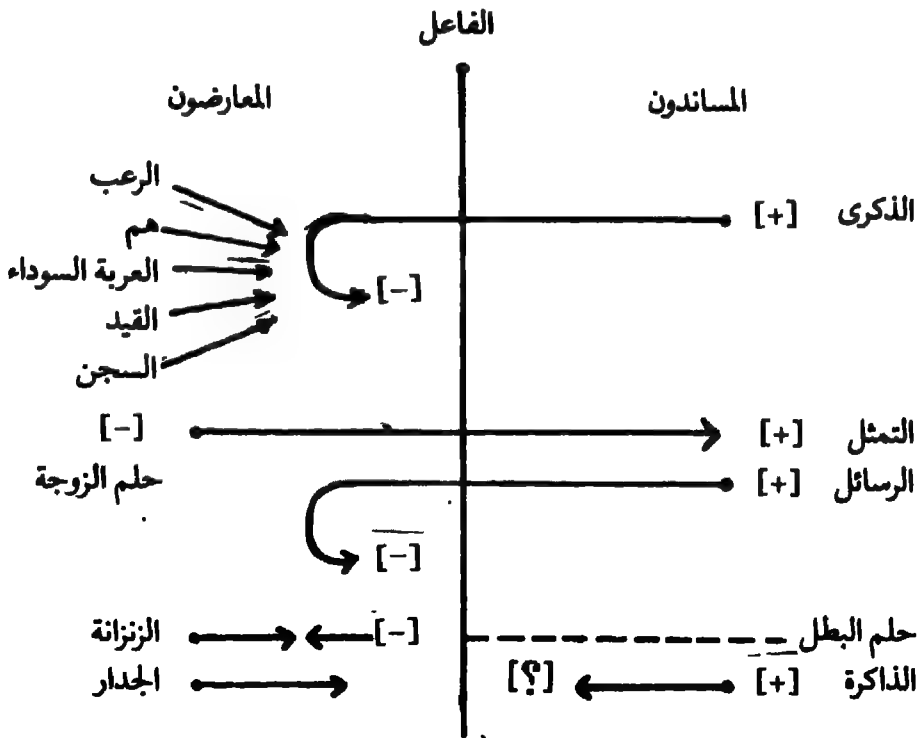 الفاعل
المساندون المعارضون
الرعب
الذكرى [+] هم
العربة السوداء
[-] القيد
السجن
التمثل [+] [-]
الرسائل [+] حلم الزوجة
[-]
حلم البطل [-] الزنزانة
الذاكرة [+] [؟] الجدار